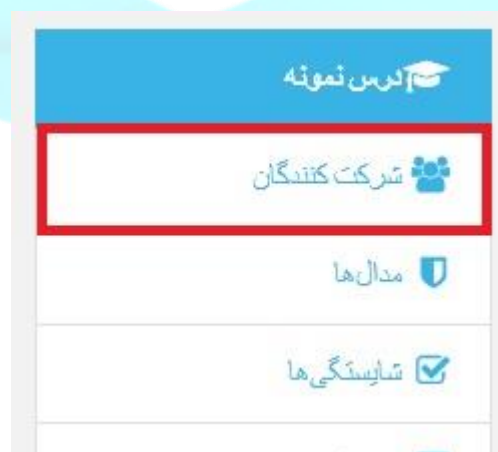 درس نمونه
شرکت کنندگان
مدال‌ها
شایستگی‌ها